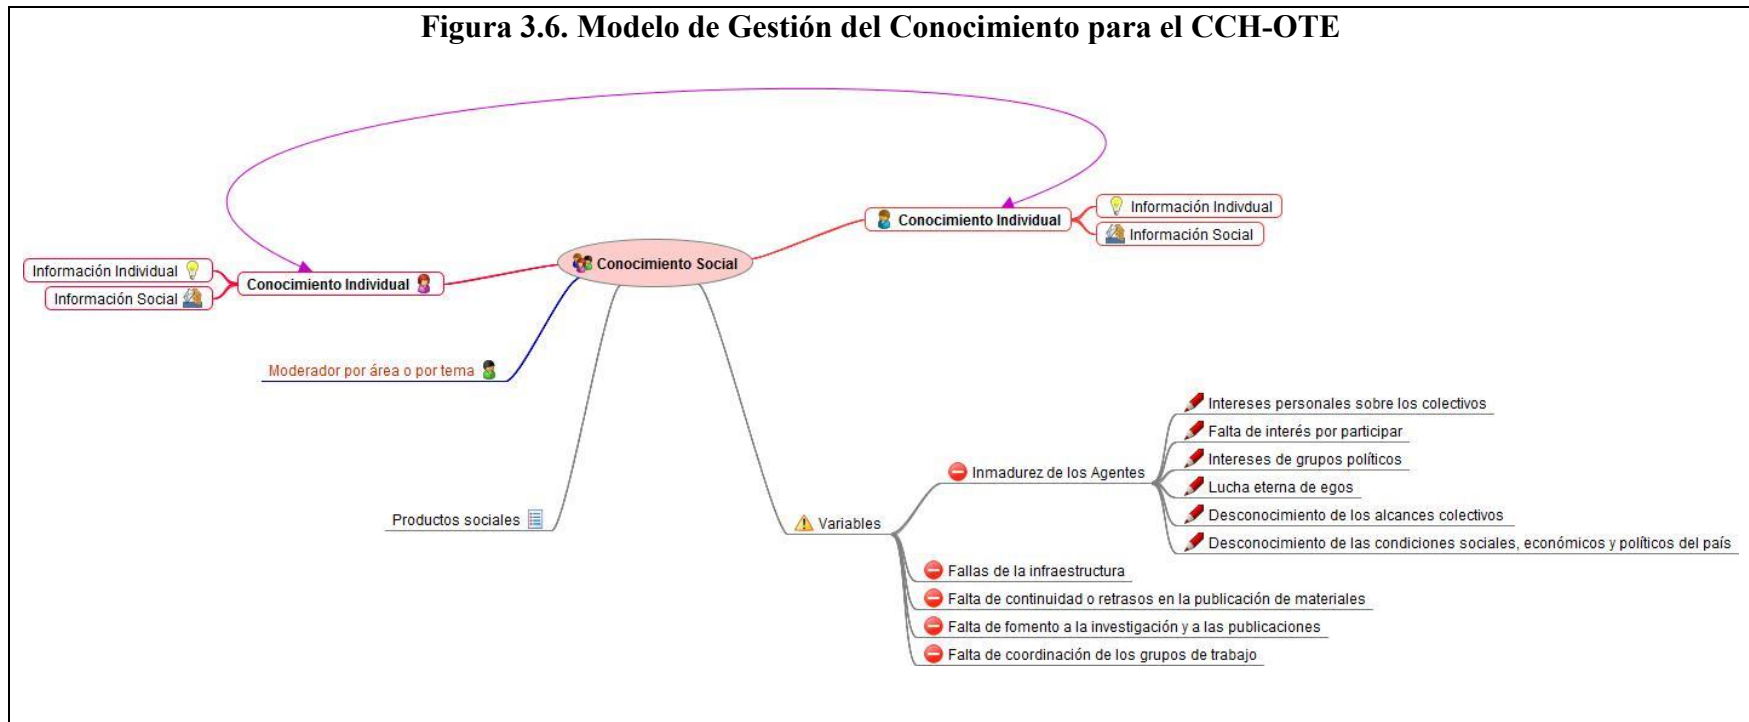 Figura 3.6. Modelo de Gestión del Conocimiento para el CCH-OTE
Conocimiento Social
Conocimiento Individual
Información Individual
Información Social
Moderador por área o por tema
Productos sociales
Conocimiento Individual
Información Indivdual
Información Social
Variables
Inmadurez de los Agentes
Intereses personales sobre los colectivos
Falta de interés por participar
Intereses de grupos políticos
Lucha eterna de egos
Desconocimiento de los alcances colectivos
Desconocimiento de las condiciones sociales, económicos y políticos del país
Fallas de la infraestructura
Falta de continuidad o retrasos en la publicación de materiales
Falta de fomento a la investigación y a las publicaciones
Falta de coordinación de los grupos de trabajo